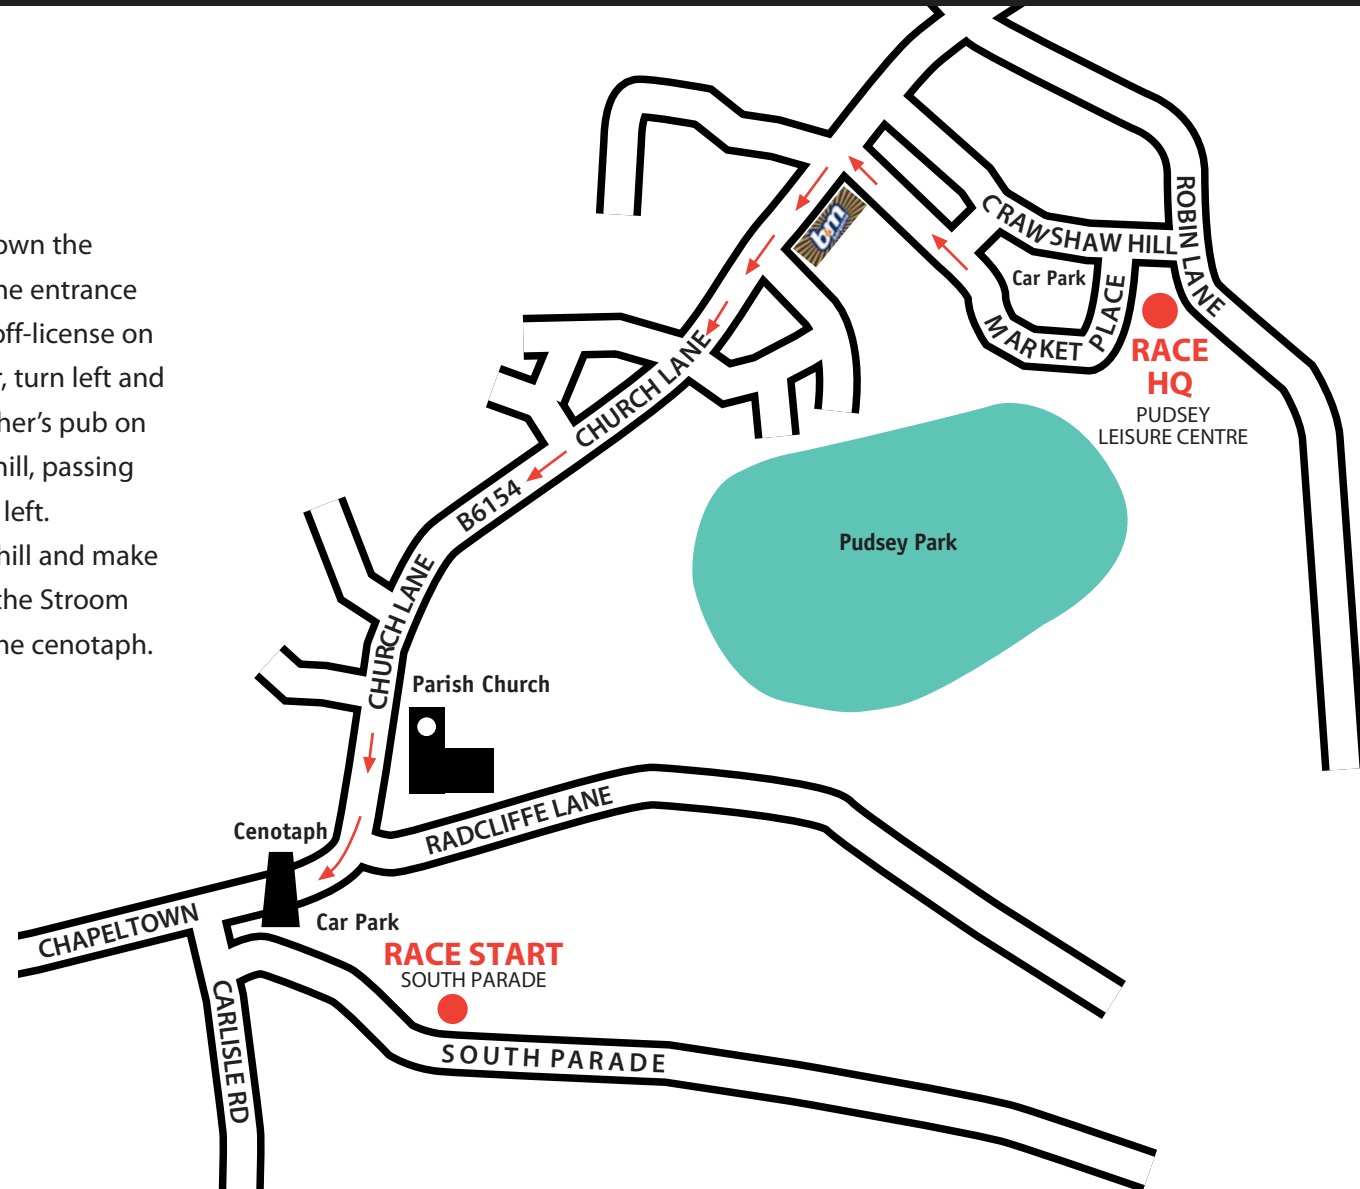 own the
ne entrance
off-license on
r, turn left and
her's pub on
hill, passing
left.
hill and make
the Stroom
he cenotaph.
b&m
CRAWSHAW HILL
ROBIN LANE
Car Park
MARKET PLACE
RACE
HQ
PUDSEY
LEISURE CENTRE
CHURCH LANE
B6154
Pudsey Park
CHURCH LANE
Parish Church
RADCLIFFE LANE
Cenotaph
CHAPELTOWN
Car Park
RACE START
SOUTH PARADE
CARLISLE RD
SOUTH PARADE